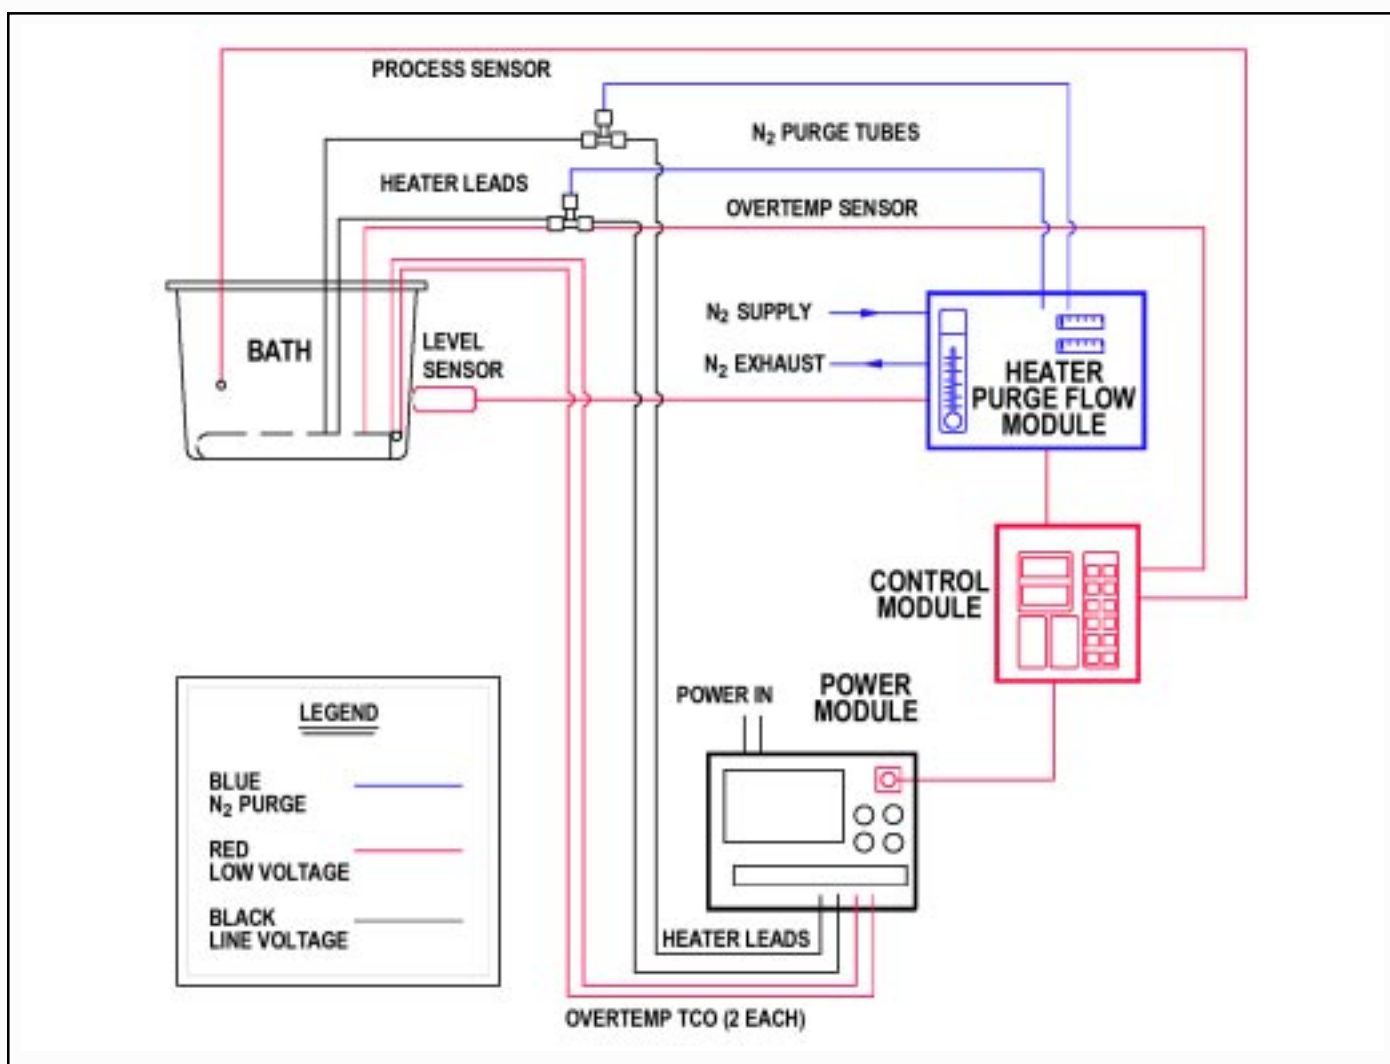 PROCESS SENSOR
N₂ PURGE TUBES
HEATER LEADS
OVERTEMP SENSOR
BATH
LEVEL
SENSOR
N₂ SUPPLY
N₂ EXHAUST
HEATER
PURGE FLOW
MODULE
CONTROL
MODULE
POWER IN
POWER
MODULE
LEGEND
BLUE
N₂ PURGE
RED
LOW VOLTAGE
BLACK
LINE VOLTAGE
HEATER LEADS
OVERTEMP TCO (2 EACH)